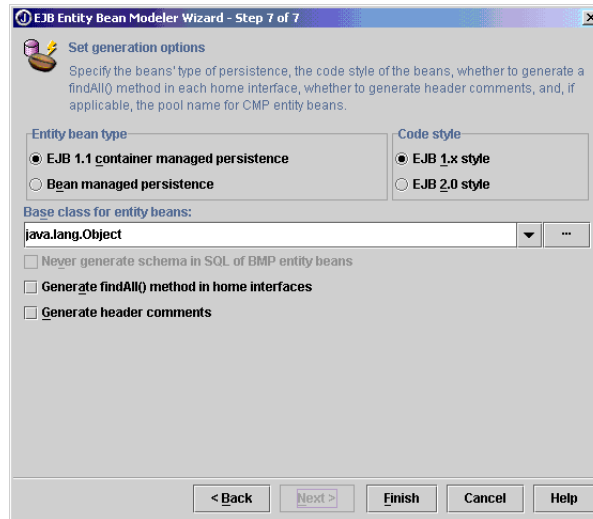 EJB Entity Bean Modeler Wizard - Step 7 of 7
Set generation options
Specify the beans' type of persistence, the code style of the beans, whether to generate a
findAll() method in each home interface, whether to generate header comments, and, if
applicable, the pool name for CMP entity beans.
Entity bean type
EJB 1.1 container managed persistence
Bean managed persistence
Code style
EJB 1.x style
EJB 2.0 style
Base class for entity beans:
java.lang.Object
...
Never generate schema in SQL of BMP entity beans
Generate findAll() method in home interfaces
Generate header comments
< Back Next > Finish Cancel Help